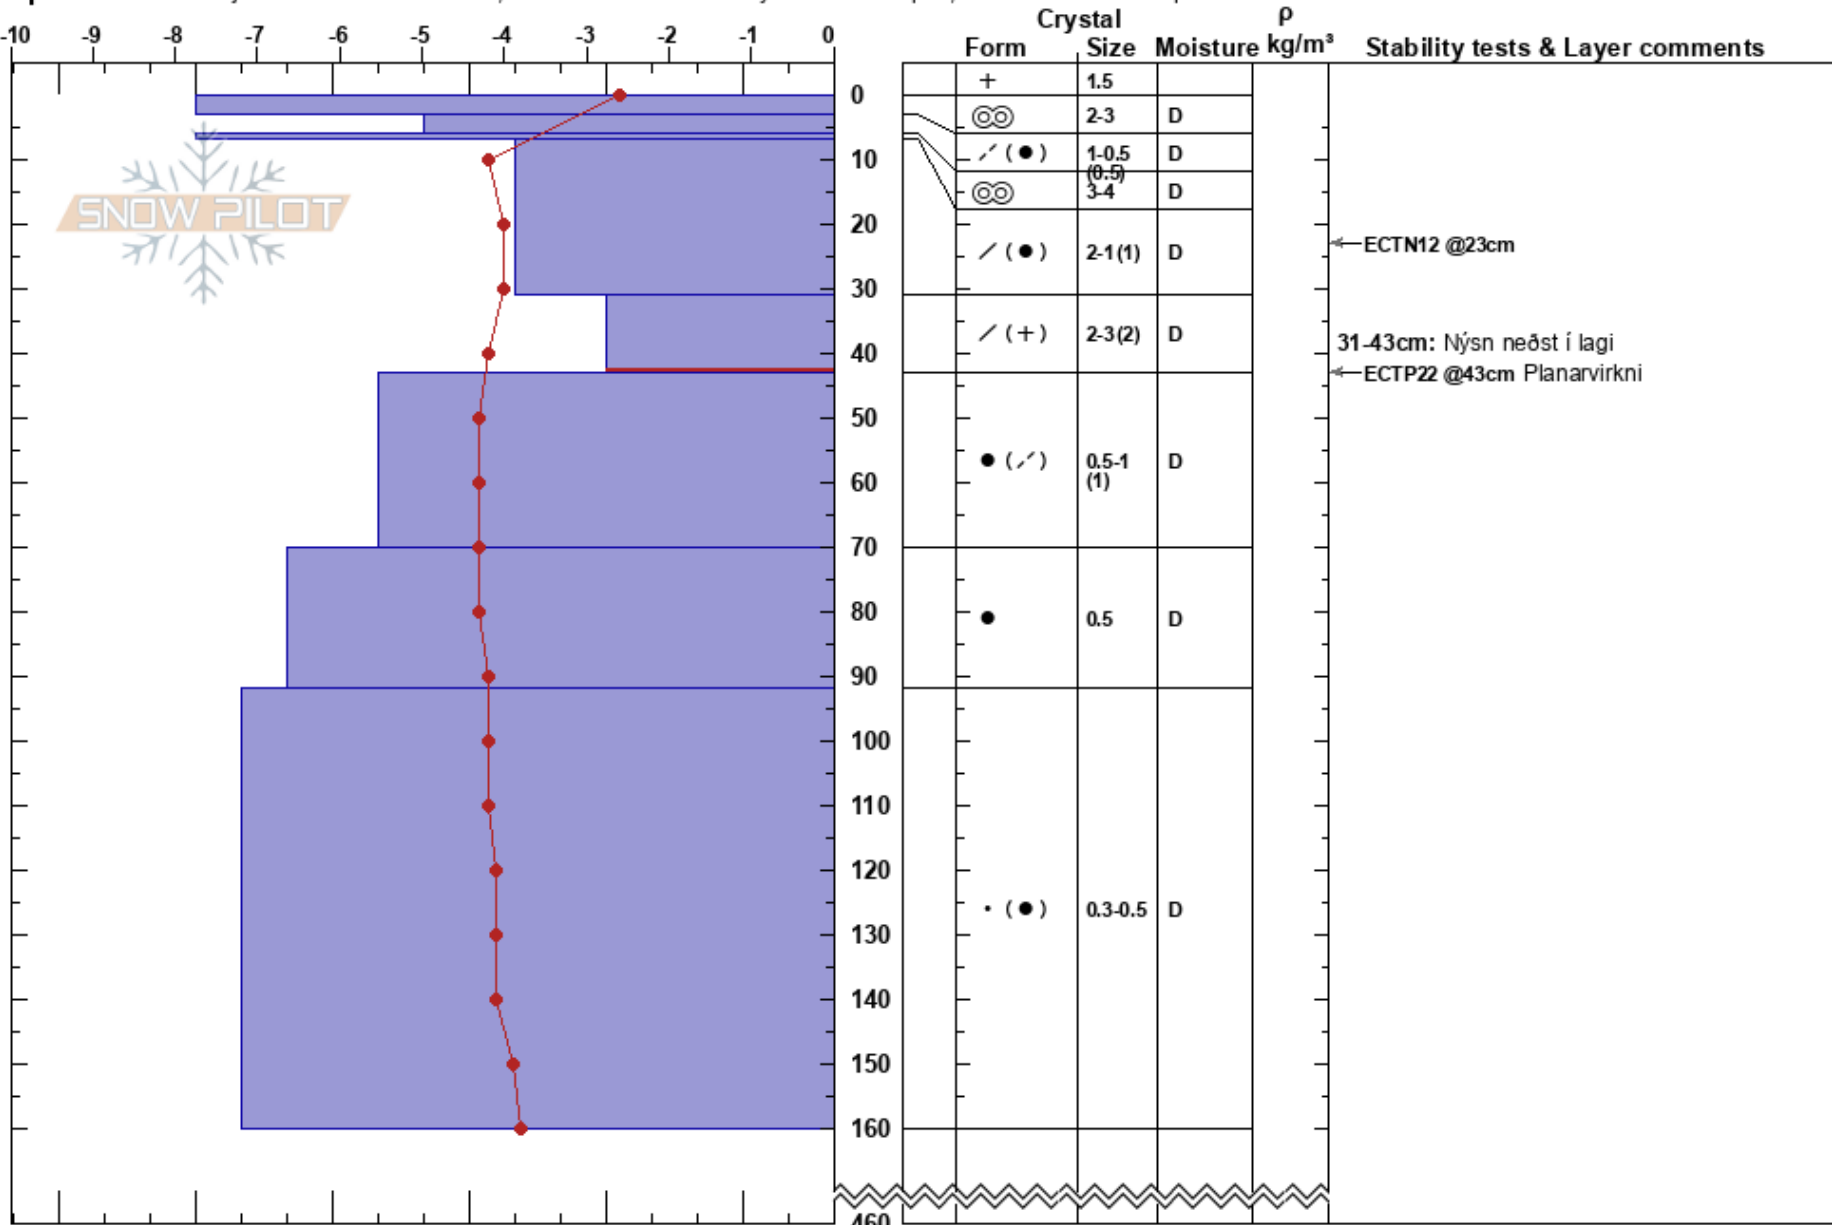 Crystal ρ
-10 -9 -8 -7 -6 -5 -4 -3 -2 -1 0 Form Size Moisture kg/m³ Stability tests & Layer comments
0 + 1.5
2-3 D
10 (●) 1-0.5 D
(0.5)
3-4 D
SNOW PILOT
20 ECTN12 @23cm
(●) 2-1(1) D
30
(+) 2-3(2) D 31-43cm: Nýsn neðst í lagi
40 ECTP22 @43cm Planarvirkni
50
● 0.5-1 D
60 (1)
70
80 ● 0.5 D
90
100
110
120
(●) 0.3-0.5 D
130
140
150
160
460